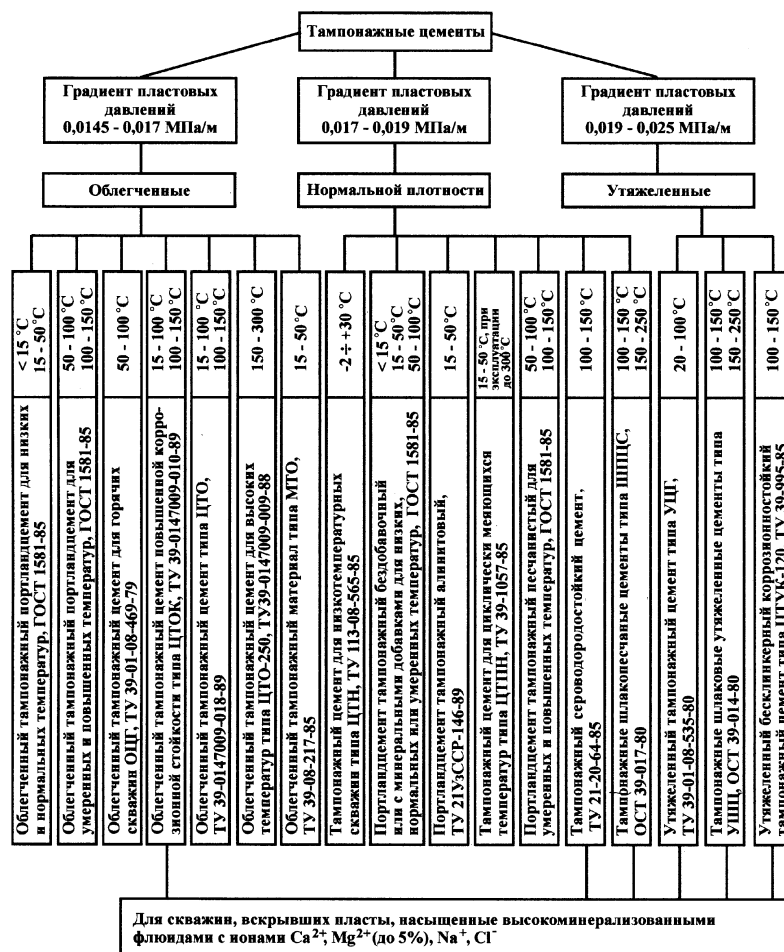 Тампонажные цементы
Градиент пластовых
давлений
0,0145 - 0,017 МПа/м
Градиент пластовых
давлений
0,017 - 0,019 МПа/м
Градиент пластовых
давлений
0,019 - 0,025 МПа/м
Облегченные
Нормальной плотности
Утяжеленные
< 15 °C
15 - 50 °C
50 - 100 °C
100 - 150 °C
50 - 100 °C
15 - 100 °C
100 - 150 °C
15 - 100 °C
100 - 150 °C
150 - 300 °C
15 - 50 °C
-2 ÷ +30 °C
< 15 °C
15 - 50 °C
50 - 100 °C
15 - 50 °C
15 - 50 °C, при
эксплуатации
до 300 °C
50 - 100 °C
100 - 150 °C
100 - 150 °C
100 - 150 °C
150 - 250 °C
20 - 100 °C
100 - 150 °C
150 - 250 °C
100 - 150 °C
Облегченный тампонажный портландцемент для низких
и нормальных температур, ГОСТ 1581-85
Облегченный тампонажный портландцемент для
умеренных и повышенных температур, ГОСТ 1581-85
Облегченный тампонажный цемент для горячих
скважин ОЦГ, ТУ 39-01-08-469-79
Облегченный тампонажный цемент повышенной корро-
зионной стойкости типа ЦТОК, ТУ 39-0147009-010-89
Облегченный тампонажный цемент типа ЦТО,
ТУ 39-0147009-018-89
Облегченный тампонажный цемент для высоких
температур типа ЦТО-250, ТУ39-0147009-009-88
Облегченный тампонажный материал типа МТО,
ТУ 39-08-217-85
Тампонажный цемент для низкотемпературных
скважин типа ЦТН, ТУ 113-08-565-85
Портландцемент тампонажный бездобавочный
или с минеральными добавками для низких,
нормальных или умеренных температур, ГОСТ 1581-85
Портландцемент тампонажный алинитовый,
ТУ 21УзССР-146-89
Тампонажный цемент для циклически меяющихся
температур типа ЦТПН, ТУ 39-1057-85
Портландцемент тампонажный песчанистый для
умеренных и повышенных температур, ГОСТ 1581-85
Тампонажный сероводородостойкий цемент,
ТУ 21-20-64-85
Тампонажные шлакопесчаные цементы типа ШПЦС,
ОСТ 39-017-80
Утяжеленный тампонажный цемент типа УЦГ,
ТУ 39-01-08-535-80
Тампонажные шлаковые утяжеленные цементы типа
УШЦ, ОСТ 39-014-80
Утяжеленный бесклинкерный коррозионностойкий
тампонажный цемент типа ЦТУК-120, ТУ 39-995-85
Для скважин, вскрывших пласты, насыщенные высокоминерализованными
флюидами с ионами Ca²⁺, Mg²⁺(до 5%), Na⁺, Cl⁻